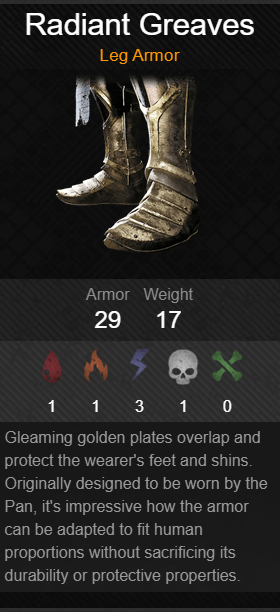 Radiant Greaves
Leg Armor
Armor Weight
29 17
1 1 3 1 0
Gleaming golden plates overlap and
protect the wearer's feet and shins.
Originally designed to be worn by the
Pan, it's impressive how the armor
can be adapted to fit human
proportions without sacrificing its
durability or protective properties.